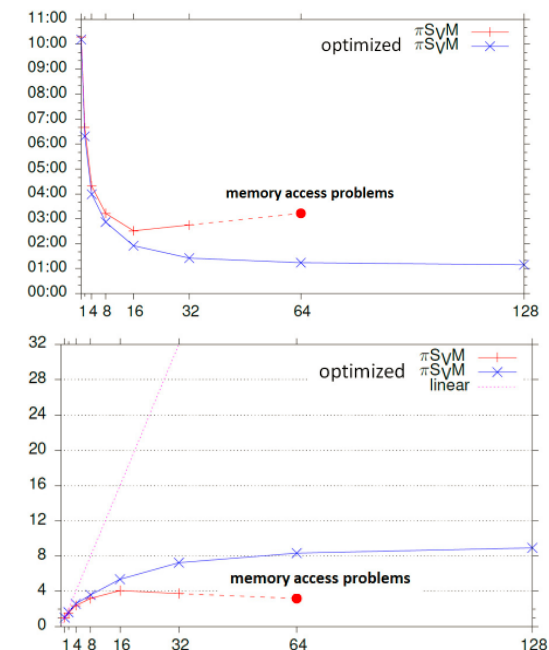 11:00
10:00
09:00
08:00
07:00
06:00
05:00
04:00
03:00
02:00
01:00
00:00
πSVM
optimized πSVM
memory access problems
1 4 8 16 32 64 128
32
28
24
20
16
12
8
4
0
πSVM
optimized πSVM
linear
memory access problems
1 4 8 16 32 64 128